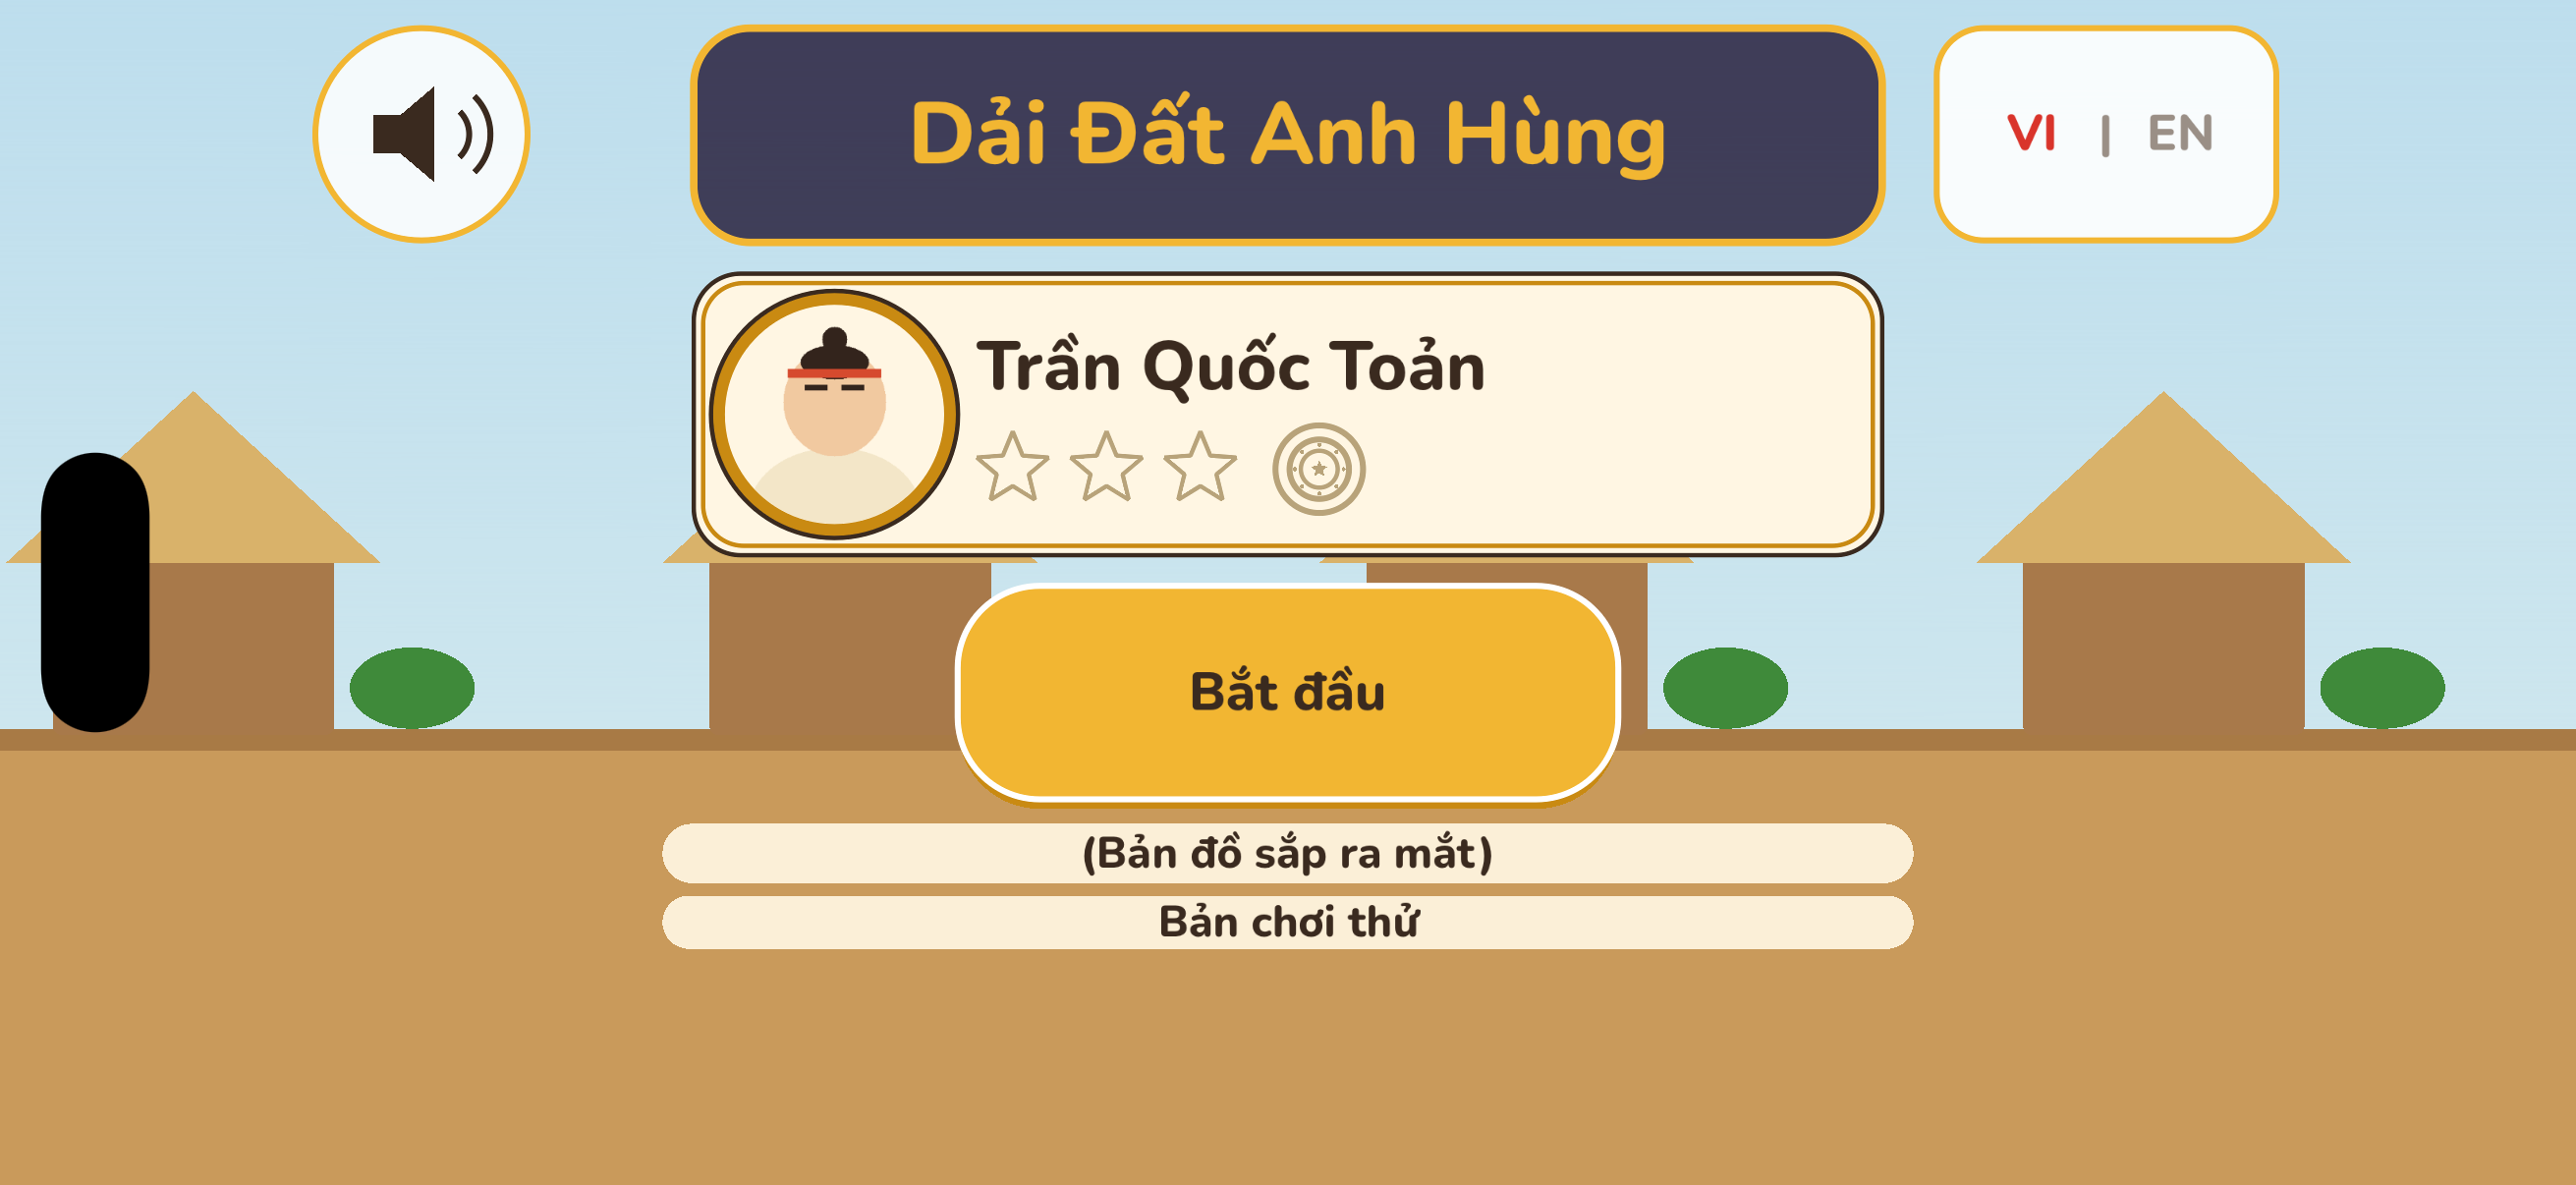 Dải Đất Anh Hùng
VI | EN
Trần Quốc Toản
Bắt đầu
(Bản đồ sắp ra mắt)
Bản chơi thử